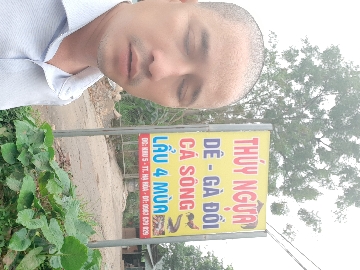 THÚY NGỰA
DÊ - GÀ ĐỒI
CÁ SÔNG
LẨU 4 MÙA